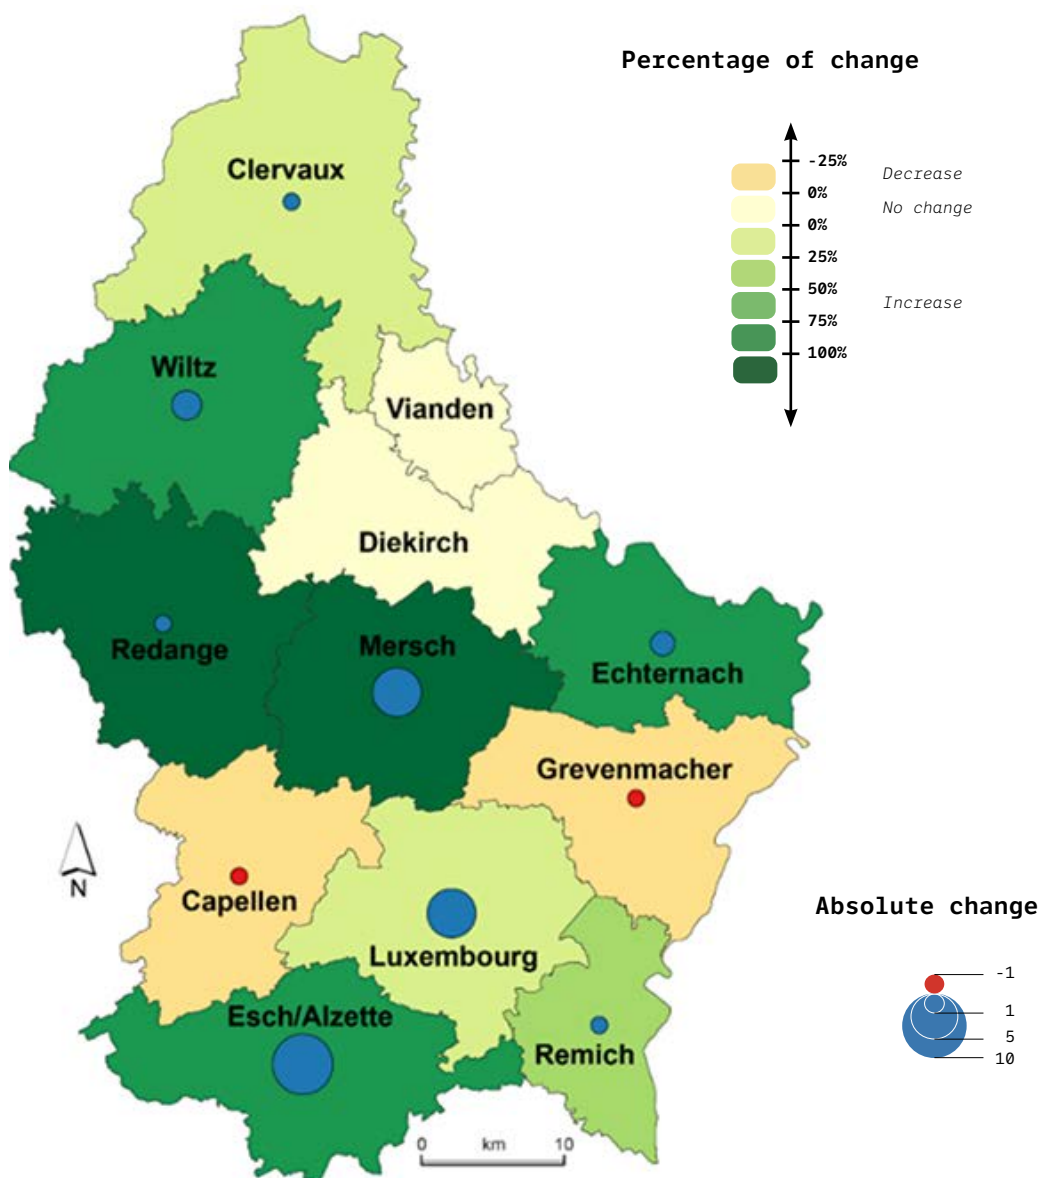 Percentage of change
-25%
Decrease
0%
No change
0%
25%
50%
Increase
75%
100%
Clervaux
Wiltz
Vianden
Diekirch
Redange
Mersch
Echternach
Grevenmacher
Capellen
N
Luxembourg
Esch/Alzette
Remich
0 km 10
Absolute change
-1
1
5
10